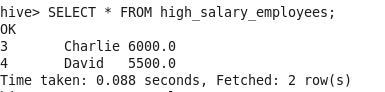 hive> SELECT * FROM high_salary_employees;
OK
3	Charlie	6000.0
4	David	5500.0
Time taken: 0.088 seconds, Fetched: 2 row(s)